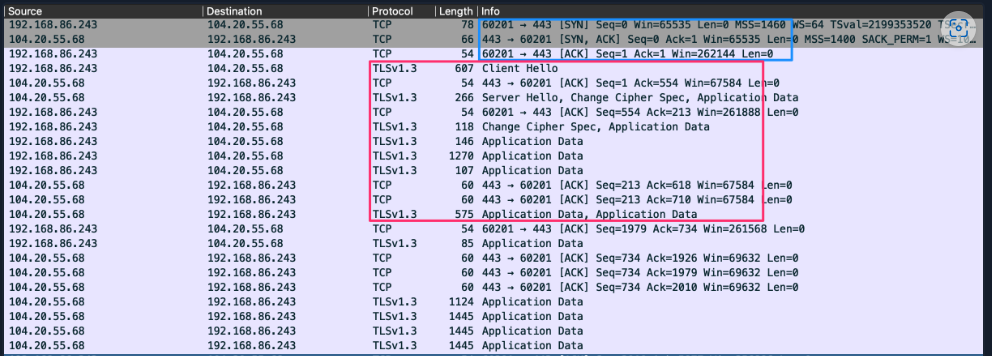 Source Destination Protocol Length Info
192.168.86.243 104.20.55.68 TCP 78 60201 → 443 [SYN] Seq=0 Win=65535 Len=0 MSS=1460 WS=64 TSval=2199353520
104.20.55.68 192.168.86.243 TCP 66 443 → 60201 [SYN, ACK] Seq=0 Ack=1 Win=65535 Len=0 MSS=1400 SACK_PERM=1
192.168.86.243 104.20.55.68 TCP 54 60201 → 443 [ACK] Seq=1 Ack=1 Win=262144 Len=0
192.168.86.243 104.20.55.68 TLSv1.3 607 Client Hello
104.20.55.68 192.168.86.243 TCP 54 443 → 60201 [ACK] Seq=1 Ack=554 Win=67584 Len=0
104.20.55.68 192.168.86.243 TLSv1.3 266 Server Hello, Change Cipher Spec, Application Data
192.168.86.243 104.20.55.68 TCP 54 60201 → 443 [ACK] Seq=554 Ack=213 Win=261888 Len=0
192.168.86.243 104.20.55.68 TLSv1.3 118 Change Cipher Spec, Application Data
192.168.86.243 104.20.55.68 TLSv1.3 146 Application Data
192.168.86.243 104.20.55.68 TLSv1.3 1270 Application Data
192.168.86.243 104.20.55.68 TLSv1.3 107 Application Data
104.20.55.68 192.168.86.243 TCP 60 443 → 60201 [ACK] Seq=213 Ack=618 Win=67584 Len=0
104.20.55.68 192.168.86.243 TCP 60 443 → 60201 [ACK] Seq=213 Ack=710 Win=67584 Len=0
104.20.55.68 192.168.86.243 TLSv1.3 575 Application Data, Application Data
192.168.86.243 104.20.55.68 TCP 54 60201 → 443 [ACK] Seq=1979 Ack=734 Win=261568 Len=0
192.168.86.243 104.20.55.68 TLSv1.3 85 Application Data
104.20.55.68 192.168.86.243 TCP 60 443 → 60201 [ACK] Seq=734 Ack=1926 Win=69632 Len=0
104.20.55.68 192.168.86.243 TCP 60 443 → 60201 [ACK] Seq=734 Ack=1979 Win=69632 Len=0
104.20.55.68 192.168.86.243 TCP 60 443 → 60201 [ACK] Seq=734 Ack=2010 Win=69632 Len=0
104.20.55.68 192.168.86.243 TLSv1.3 1124 Application Data
104.20.55.68 192.168.86.243 TLSv1.3 1445 Application Data
104.20.55.68 192.168.86.243 TLSv1.3 1445 Application Data
104.20.55.68 192.168.86.243 TLSv1.3 1445 Application Data